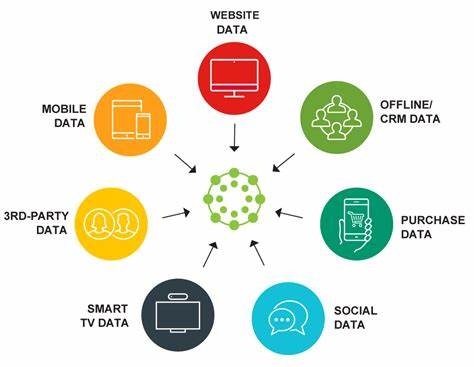 WEBSITE
DATA
MOBILE
DATA
OFFLINE/
CRM DATA
3RD-PARTY
DATA
PURCHASE
DATA
SMART
TV DATA
SOCIAL
DATA